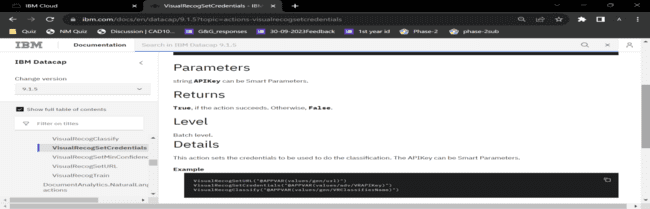 IBM Cloud
VisualRecogSetCredentials - IBM
ibm.com/docs/en/datacap/9.1.5?topic=actions-visualrecogsetcredentials
Quiz
NM Quiz
Discussion | CAD10...
G&G_responses
30-09-2023Feedback
1st year id
Phase-2
phase-2sub
IBM
Documentation
Search in IBM Datacap 9.1.5
IBM Datacap
Change version
9.1.5
Show full table of contents
Filter on titles
VisualRecogClassify
VisualRecogSetCredentials
VisualRecogSetMinConfidenc
VisualRecogSetURL
VisualRecogTrain
DocumentAnalytics.NaturalLang
actions
Parameters
string APIKey can be Smart Parameters.
Returns
True, if the action succeeds. Otherwise, False.
Level
Batch level.
Details
This action sets the credentials to be used to do the classification. The APIKey can be Smart Parameters.
Example
VisualRecogSetURL("@APPVAR(values/gen/url)")
VisualRecogSetCredentials("@APPVAR(values/adv/VRAPIKey)")
VisualRecogClassify("@APPVAR(values/gen/VRClassifierName)")